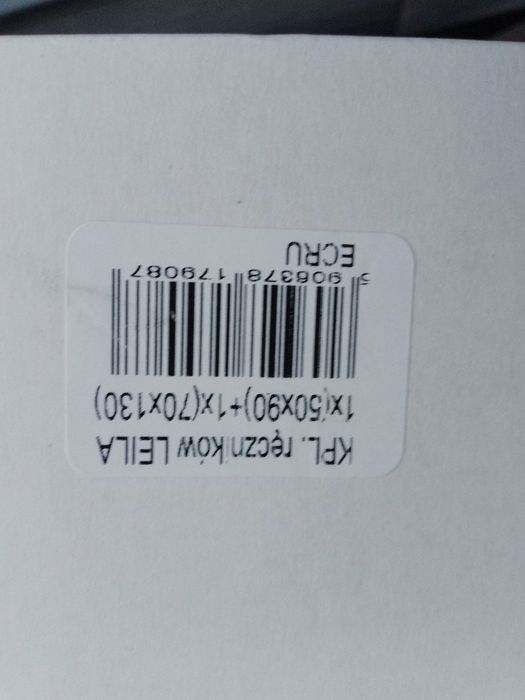 KPL. ręczników LEILA
1x(50x90)+1x(70x130)
5 906378 179087
ECRU